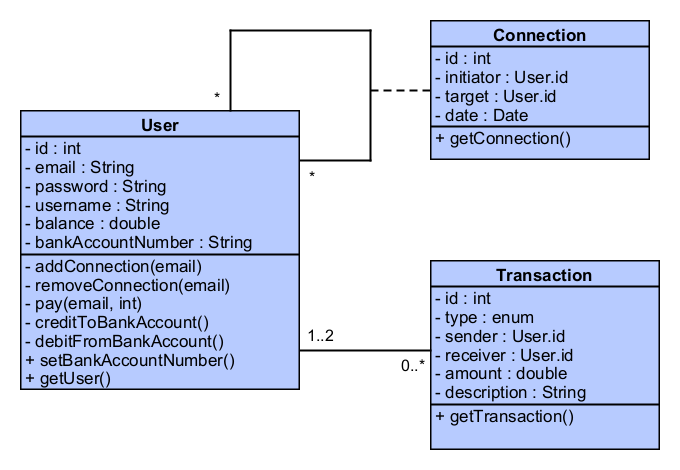 Connection
- id : int
- initiator : User.id
- target : User.id
- date : Date
+ getConnection()
*
*
User
- id : int
- email : String
- password : String
- username : String
- balance : double
- bankAccountNumber : String
- addConnection(email)
- removeConnection(email)
- pay(email, int)
- creditToBankAccount()
- debitFromBankAccount()
+ setBankAccountNumber()
+ getUser()
1..2
0..*
Transaction
- id : int
- type : enum
- sender : User.id
- receiver : User.id
- amount : double
- description : String
+ getTransaction()